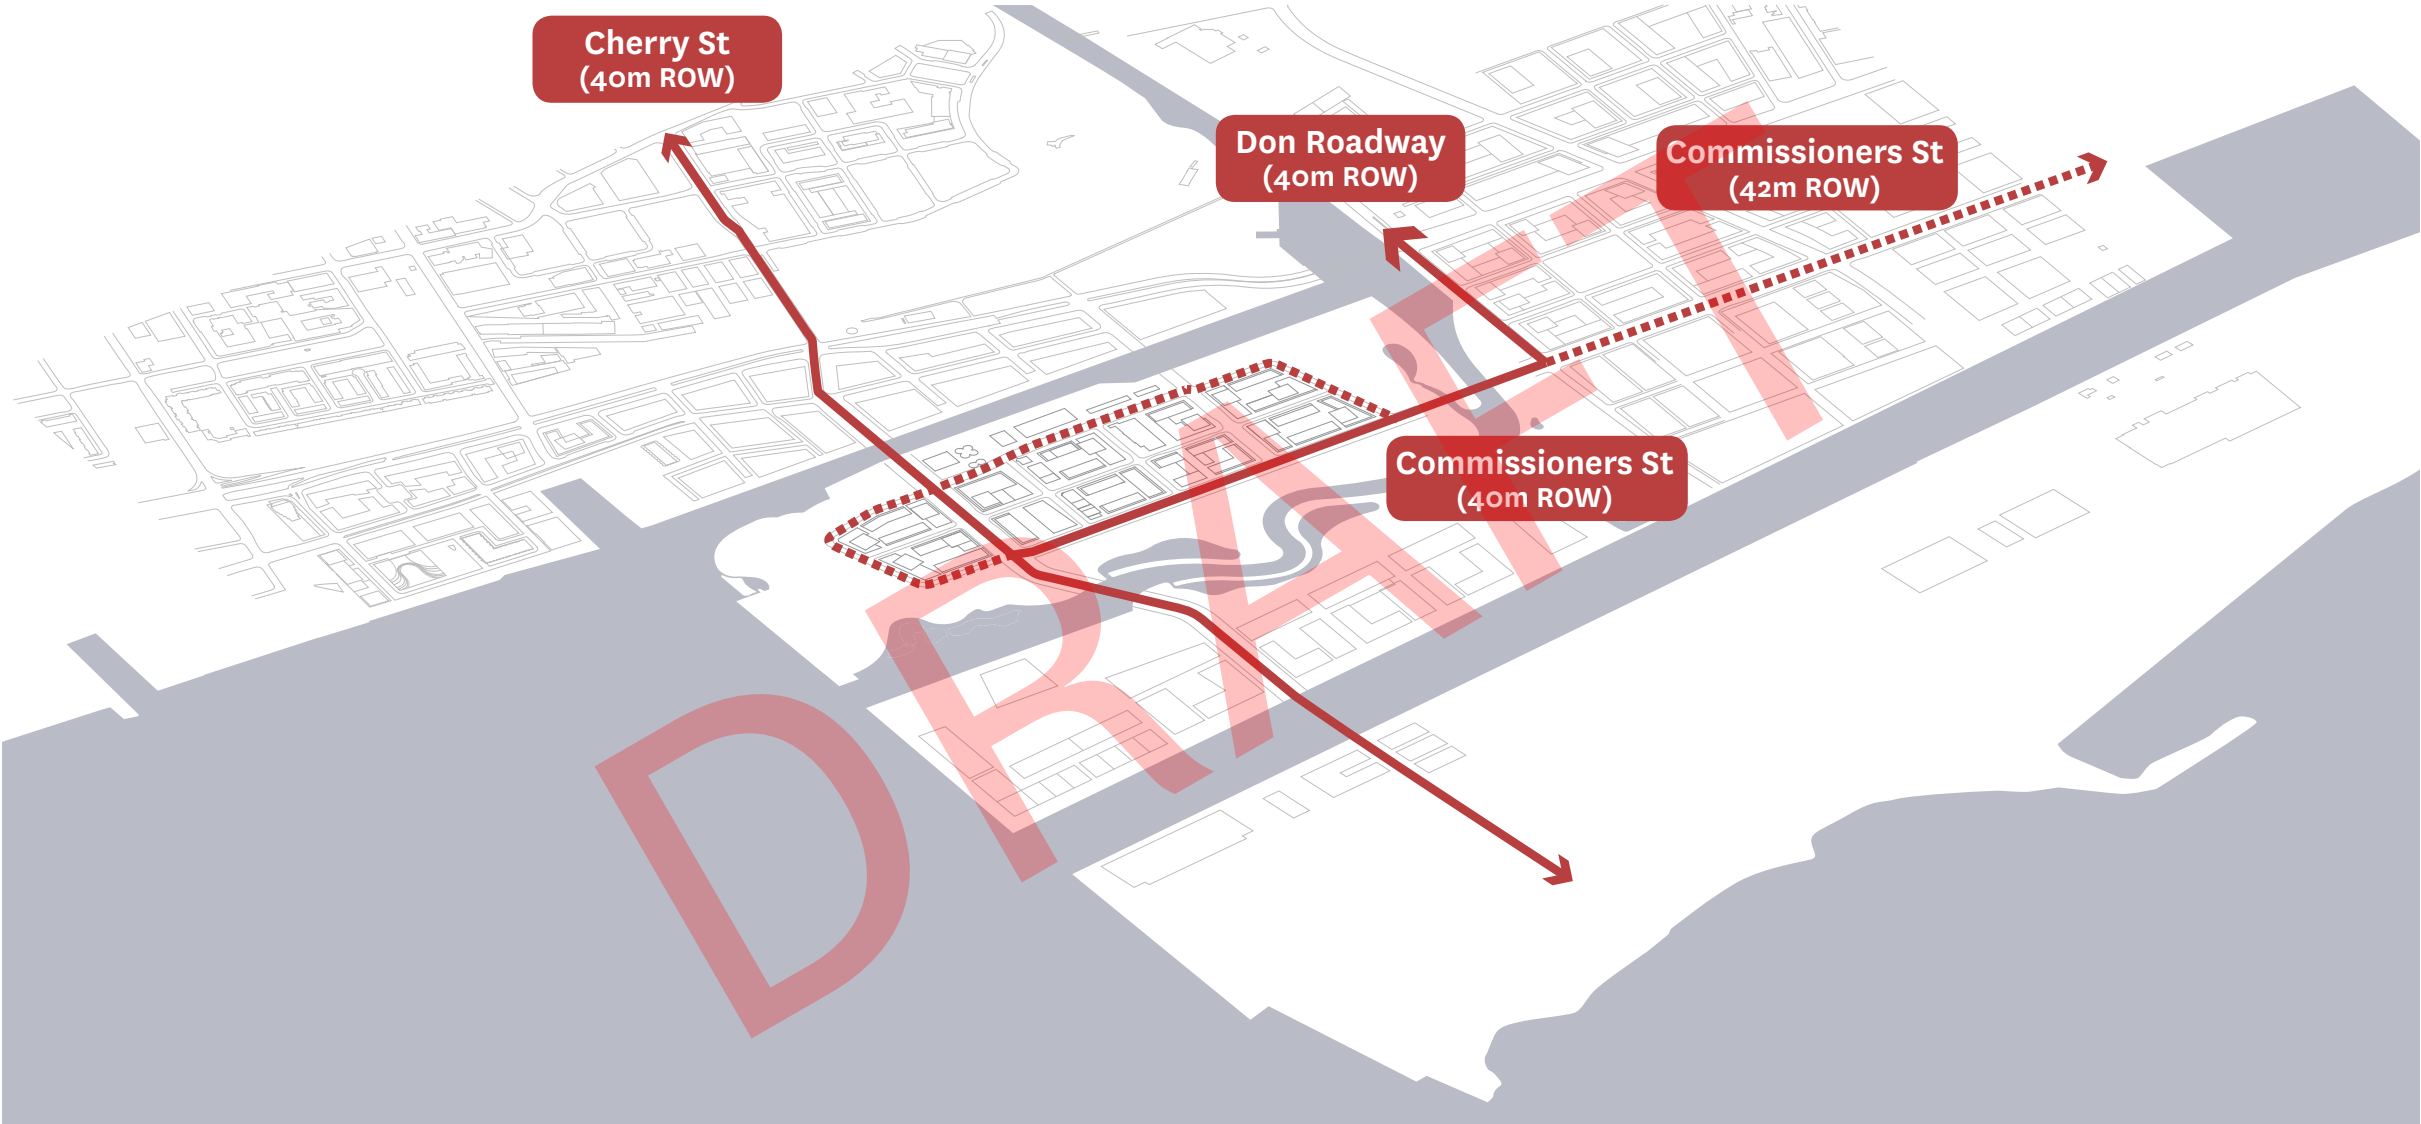 Cherry St
(40m ROW)
Don Roadway
(40m ROW)
Commissioners St
(42m ROW)
Commissioners St
(40m ROW)
DRAFT